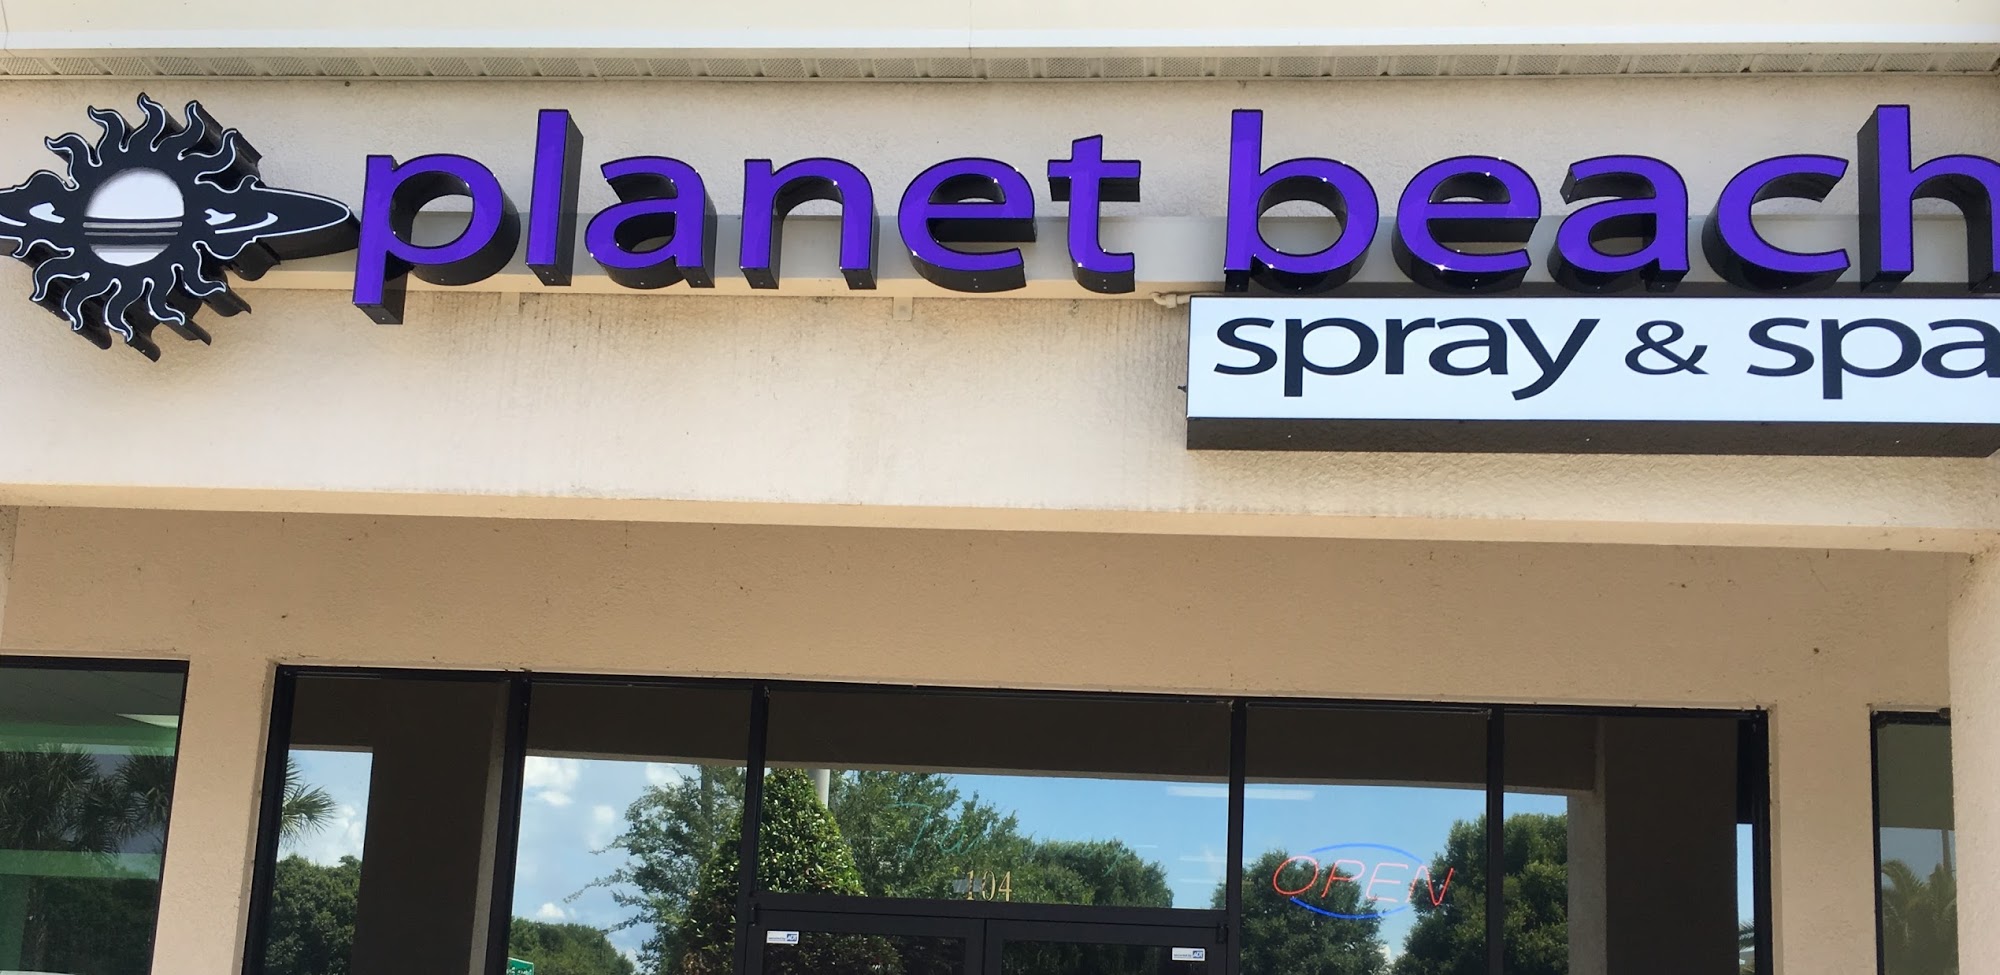 planet beach
spray & spa
104
OPEN